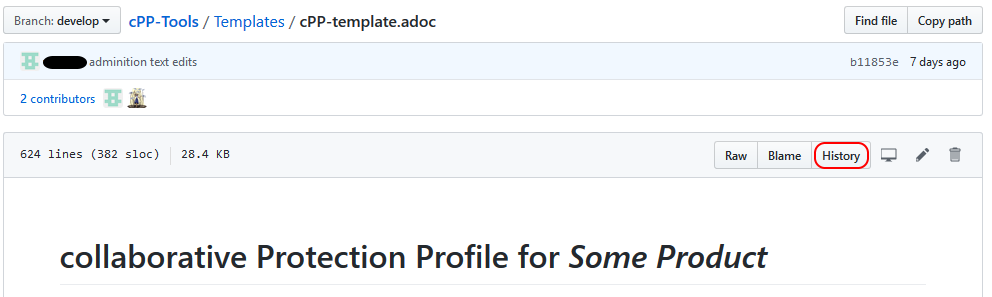 Branch: develop cPP-Tools / Templates / cPP-template.adoc Find file Copy path
adminition text edits b11853e 7 days ago
2 contributors
624 lines (382 sloc) 28.4 KB Raw Blame History
collaborative Protection Profile for Some Product